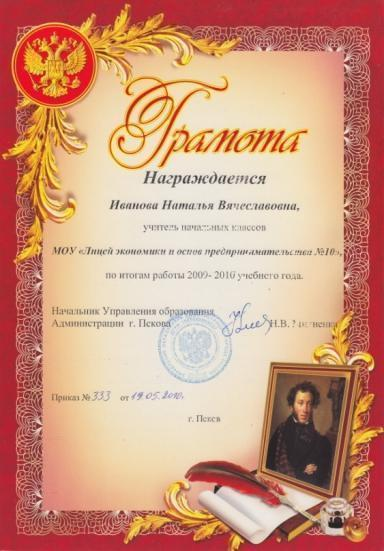 Грамота
Награждается
Иванова Наталья Вячеславовна,
учитель начальных классов
МОУ «Лицей экономики и основ предпринимательства №10»,
по итогам работы 2009- 2010 учебнего года.
Начальник Управления образования
Администрации г. Пскова Н.В.
Приказ № 333 от 19.05.2010,
г. Псков